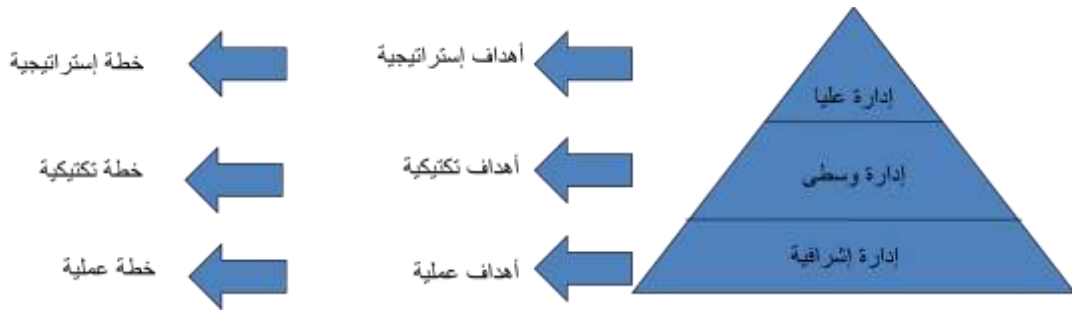 إدارة عليا
أهداف إستراتيجية
خطة إستراتيجية
إدارة وسطى
أهداف تكتيكية
خطة تكتيكية
إدارة إشرافية
أهداف عملية
خطة عملية